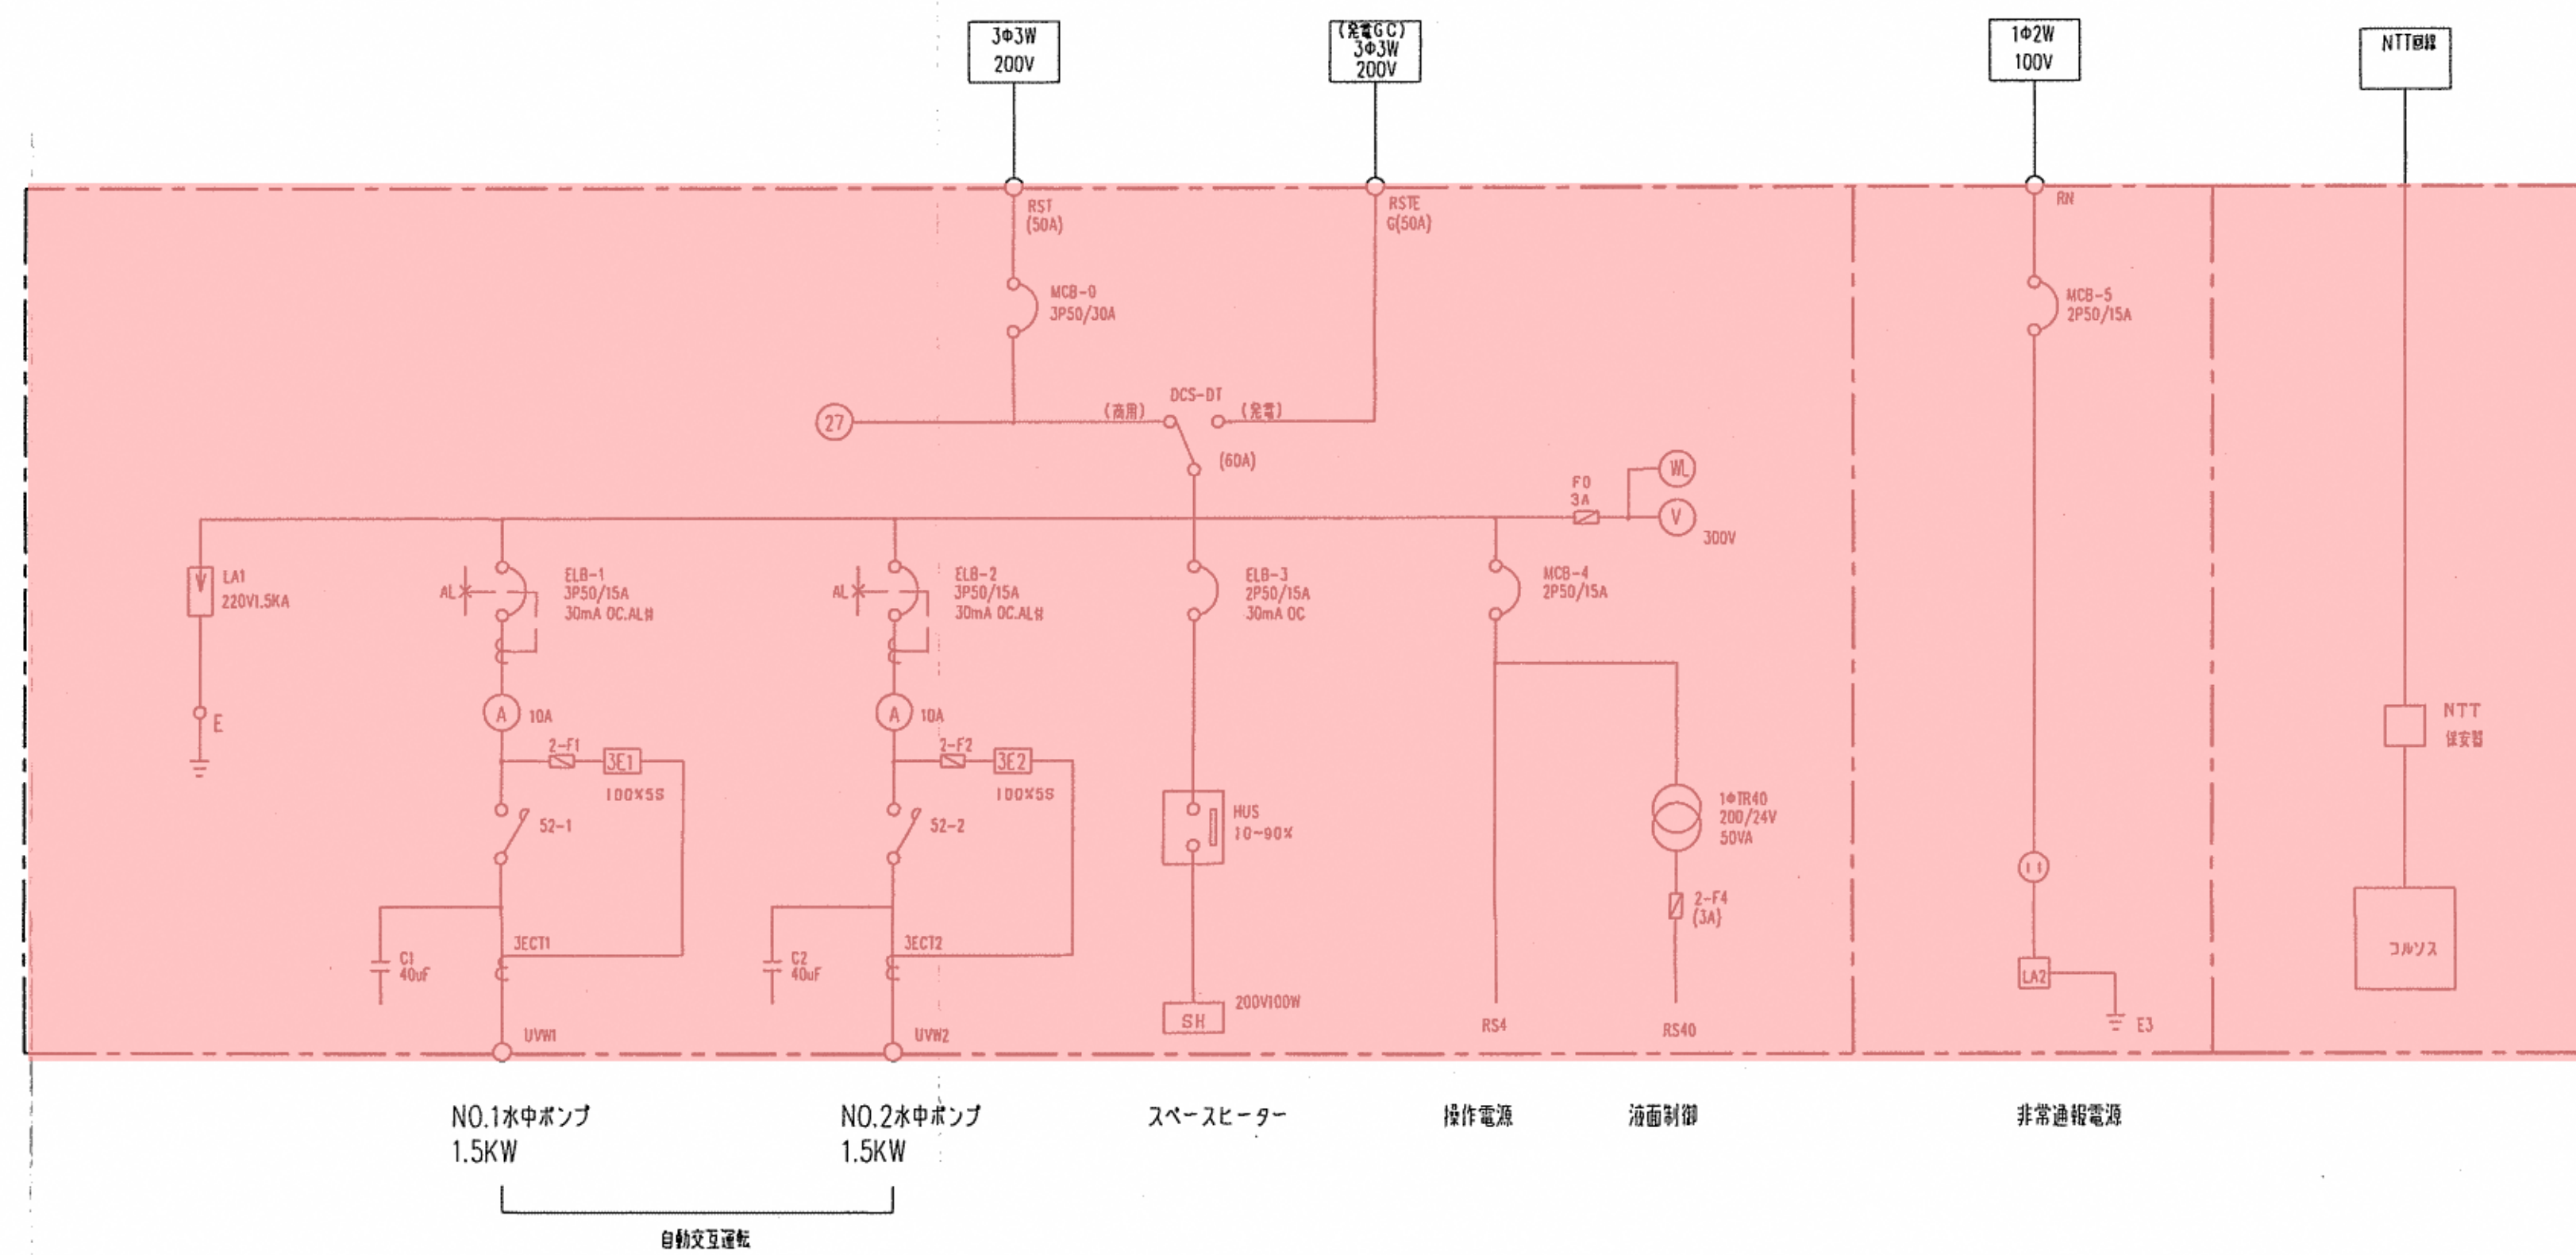 3Φ3W
200V
(発電GC)
3Φ3W
200V
1Φ2W
100V
NTT回線
RST
(50A)
RSTE
G(50A)
RN
MCB-0
3P50/30A
MCB-5
2P50/15A
DCS-DT
27
(商用)
(発電)
(60A)
WL
F0
3A
V
300V
LA1
220V1.5KA
AL
ELB-1
3P50/15A
30mA OC.AL付
AL
ELB-2
3P50/15A
30mA OC.AL付
ELB-3
2P50/15A
30mA OC
MCB-4
2P50/15A
E
A
10A
A
10A
NTT
保安器
2-F1
3E1
100%5S
2-F2
3E2
100%5S
52-1
52-2
HUS
10~90%
1ΦTR40
200/24V
50VA
2-F4
(3A)
3ECT1
3ECT2
C1
40uF
C2
40uF
コルソス
LA2
E3
200V100W
SH
RS4
RS40
UVW1
UVW2
NO.1水中ポンプ
1.5KW
NO.2水中ポンプ
1.5KW
スペースヒーター
操作電源
液面制御
非常通報電源
自動交互運転